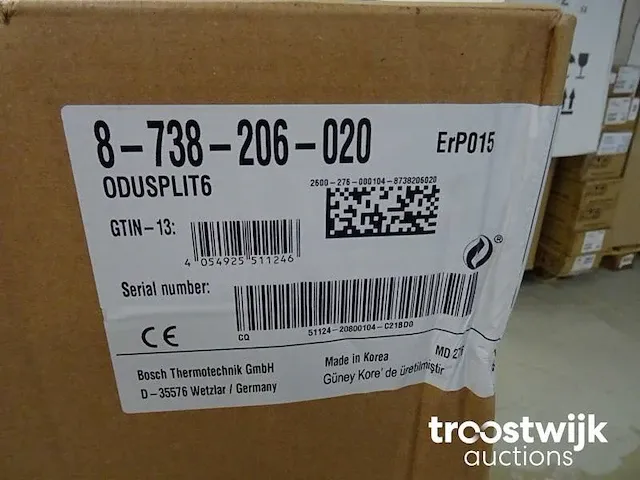 8-738-206-020
ErP015
ODUSPLIT6
2600-276-000104-8738206020
GTIN-13:
4 054925 511246
®
Serial number:
CQ 51124-20800104-C21BD0
CE
Bosch Thermotechnik GmbH
D-35576 Wetzlar / Germany
Made in Korea
Güney Kore' de üretilmiştir
MD
troostwijk
auctions